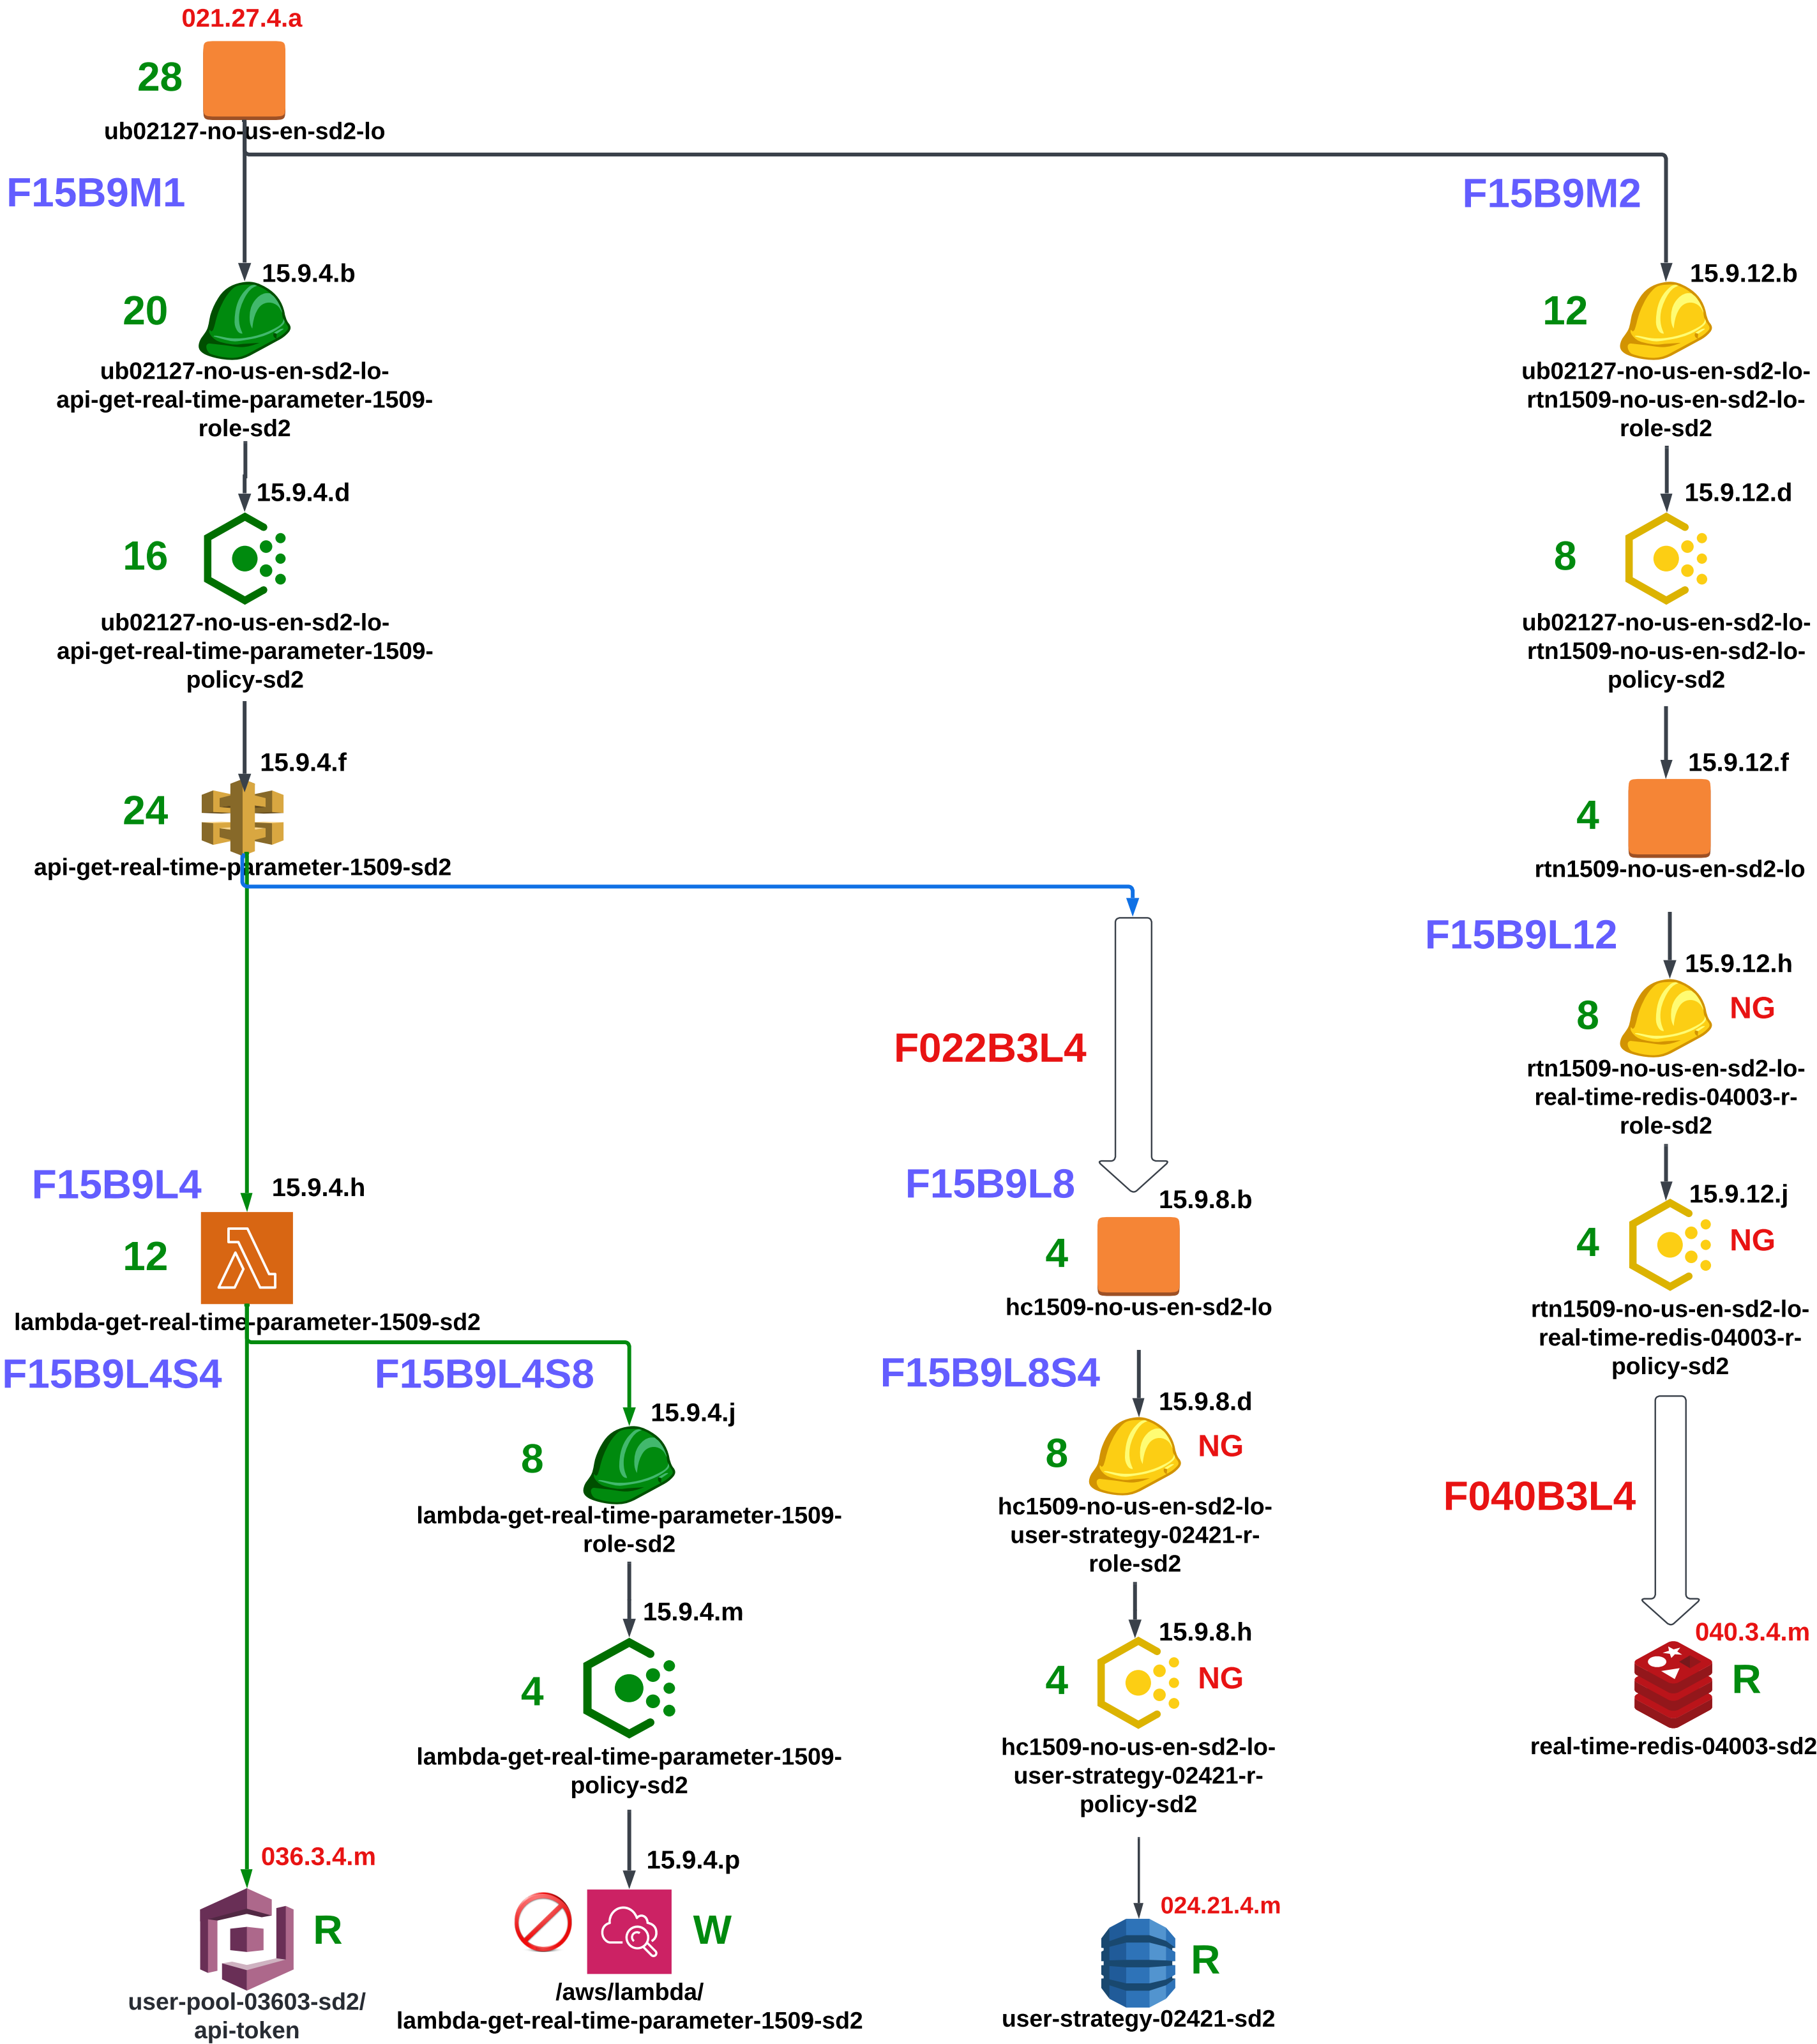 021.27.4.a
28
ub02127-no-us-en-sd2-lo
F15B9M1
F15B9M2
15.9.4.b
20
ub02127-no-us-en-sd2-lo-
api-get-real-time-parameter-1509-
role-sd2
15.9.12.b
12
ub02127-no-us-en-sd2-lo-
rtn1509-no-us-en-sd2-lo-
role-sd2
15.9.4.d
16
ub02127-no-us-en-sd2-lo-
api-get-real-time-parameter-1509-
policy-sd2
15.9.12.d
8
ub02127-no-us-en-sd2-lo-
rtn1509-no-us-en-sd2-lo-
policy-sd2
15.9.4.f
24
api-get-real-time-parameter-1509-sd2
15.9.12.f
4
rtn1509-no-us-en-sd2-lo
F15B9L12
15.9.12.h
8
NG
rtn1509-no-us-en-sd2-lo-
real-time-redis-04003-r-
role-sd2
F022B3L4
F15B9L4
15.9.4.h
12
lambda-get-real-time-parameter-1509-sd2
F15B9L8
15.9.8.b
4
hc1509-no-us-en-sd2-lo
15.9.12.j
4
NG
rtn1509-no-us-en-sd2-lo-
real-time-redis-04003-r-
policy-sd2
F15B9L4S4
F15B9L4S8
15.9.4.j
8
lambda-get-real-time-parameter-1509-
role-sd2
F15B9L8S4
15.9.8.d
8
NG
hc1509-no-us-en-sd2-lo-
user-strategy-02421-r-
role-sd2
F040B3L4
15.9.4.m
4
lambda-get-real-time-parameter-1509-
policy-sd2
15.9.8.h
4
NG
hc1509-no-us-en-sd2-lo-
user-strategy-02421-r-
policy-sd2
040.3.4.m
R
real-time-redis-04003-sd2
036.3.4.m
R
user-pool-03603-sd2/
api-token
15.9.4.p
W
/aws/lambda/
lambda-get-real-time-parameter-1509-sd2
024.21.4.m
R
user-strategy-02421-sd2